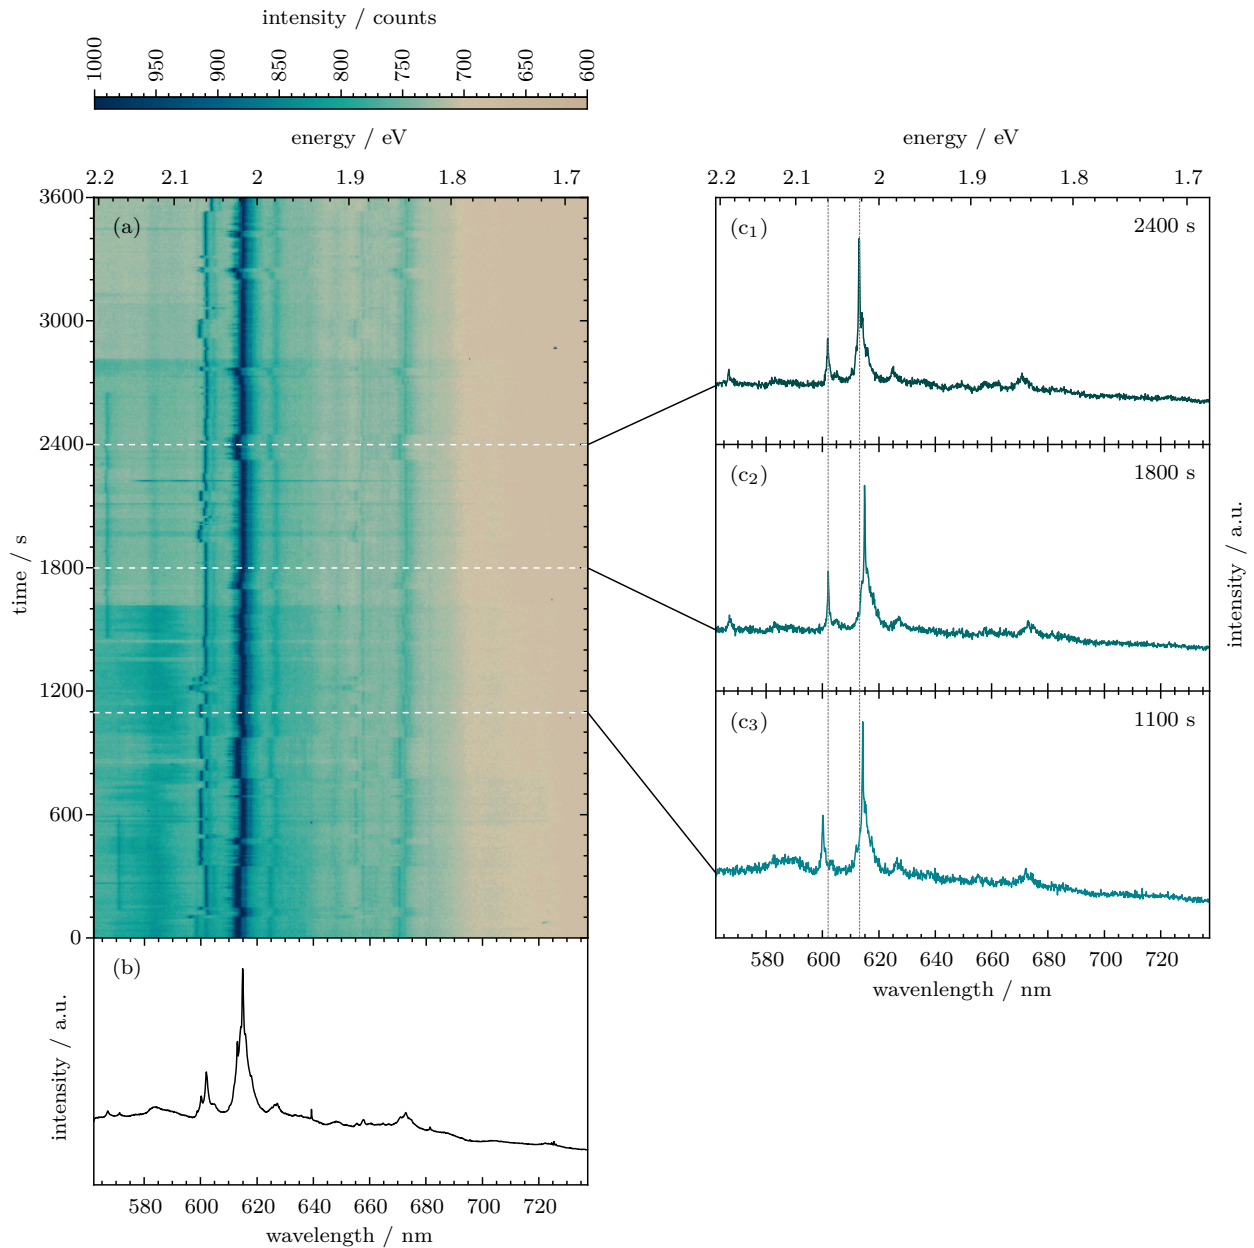 intensity / counts
1000 950 900 850 800 750 700 650 600
energy / eV
2.2 2.1 2 1.9 1.8 1.7
(a)
time / s
3600
3000
2400
1800
1200
600
0
(b)
intensity / a.u.
580 600 620 640 660 680 700 720
wavelength / nm
energy / eV
2.2 2.1 2 1.9 1.8 1.7
(c1) 2400 s
(c2) 1800 s
(c3) 1100 s
intensity / a.u.
580 600 620 640 660 680 700 720
wavenlength / nm